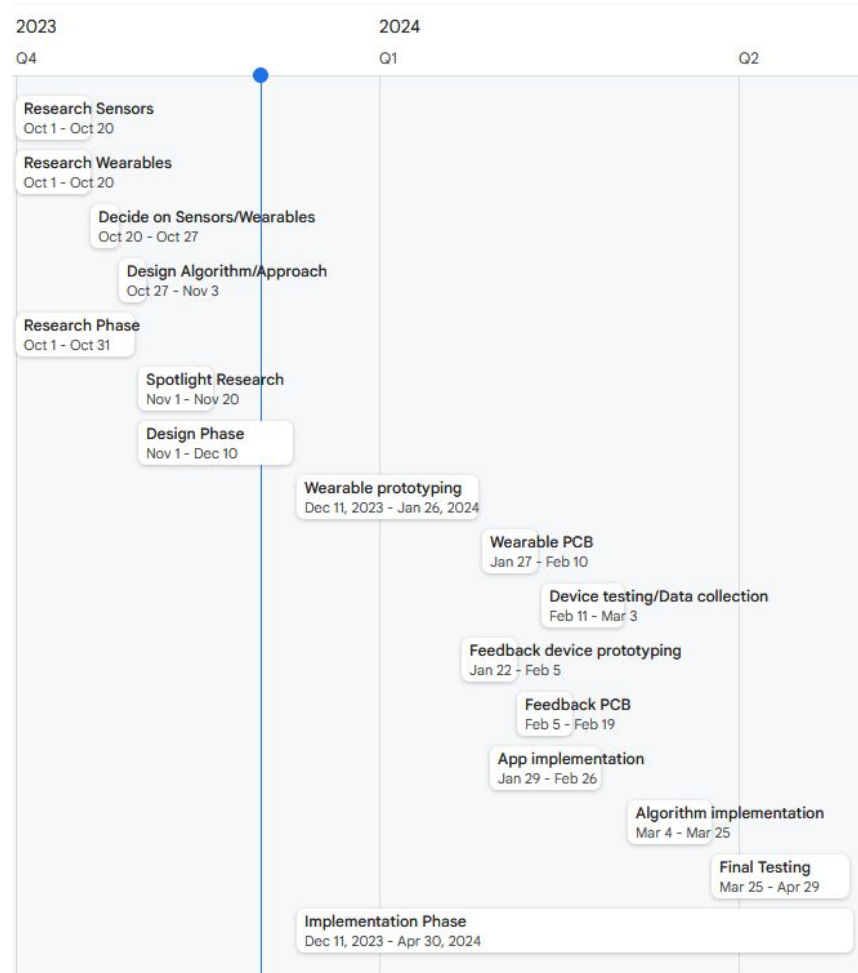 2023 2024
Q4 Q1 Q2
Research Sensors
Oct 1 - Oct 20
Research Wearables
Oct 1 - Oct 20
Decide on Sensors/Wearables
Oct 20 - Oct 27
Design Algorithm/Approach
Oct 27 - Nov 3
Research Phase
Oct 1 - Oct 31
Spotlight Research
Nov 1 - Nov 20
Design Phase
Nov 1 - Dec 10
Wearable prototyping
Dec 11, 2023 - Jan 26, 2024
Wearable PCB
Jan 27 - Feb 10
Device testing/Data collection
Feb 11 - Mar 3
Feedback device prototyping
Jan 22 - Feb 5
Feedback PCB
Feb 5 - Feb 19
App implementation
Jan 29 - Feb 26
Algorithm implementation
Mar 4 - Mar 25
Final Testing
Mar 25 - Apr 29
Implementation Phase
Dec 11, 2023 - Apr 30, 2024